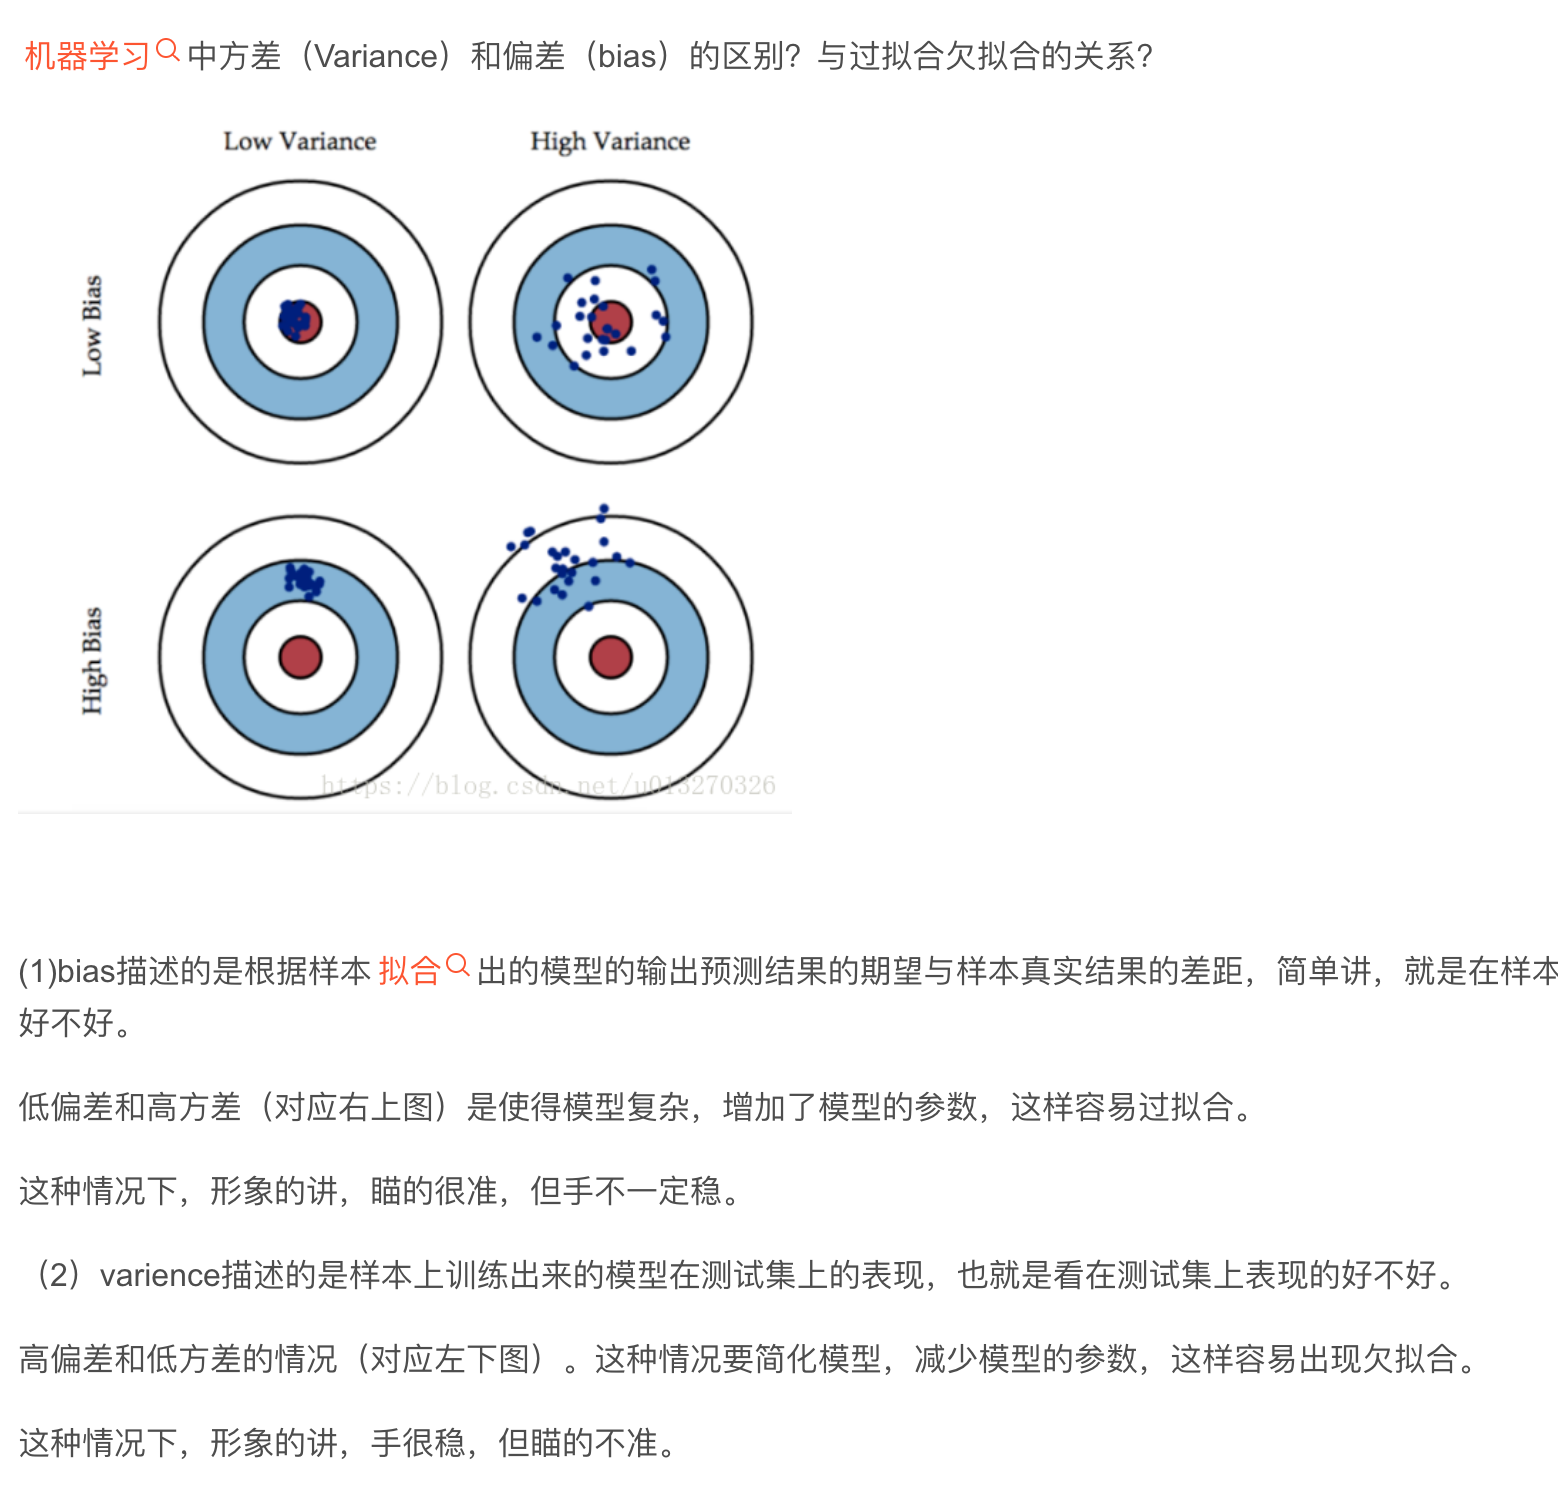 机器学习中方差（Variance）和偏差（bias）的区别？与过拟合欠拟合的关系？
Low Variance High Variance
Low Bias
High Bias
https://blog.csdn.net/u013270326
(1)bias描述的是根据样本拟合出的模型的输出预测结果的期望与样本真实结果的差距，简单讲，就是在样本
好不好。
低偏差和高方差（对应右上图）是使得模型复杂，增加了模型的参数，这样容易过拟合。
这种情况下，形象的讲，瞄的很准，但手不一定稳。
（2）varience描述的是样本上训练出来的模型在测试集上的表现，也就是看在测试集上表现的好不好。
高偏差和低方差的情况（对应左下图）。这种情况要简化模型，减少模型的参数，这样容易出现欠拟合。
这种情况下，形象的讲，手很稳，但瞄的不准。